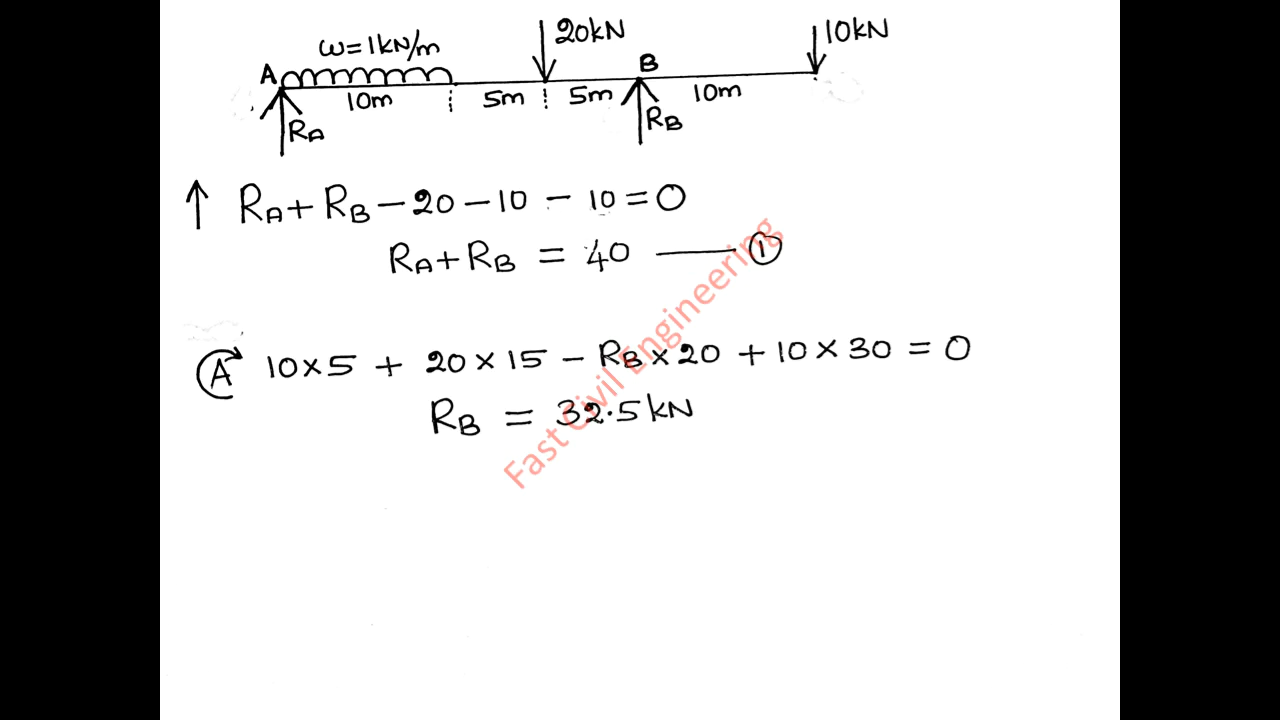 20kN
10kN
ω=1kN/m
A
B
10m
5m
5m
10m
RA
RB
↑ RA+RB−20−10 − 10=0
RA+RB = 40 —— ①
A 10×5 + 20×15 − RB×20 + 10×30 = 0
RB = 32.5kN
Fast Civil Engineering